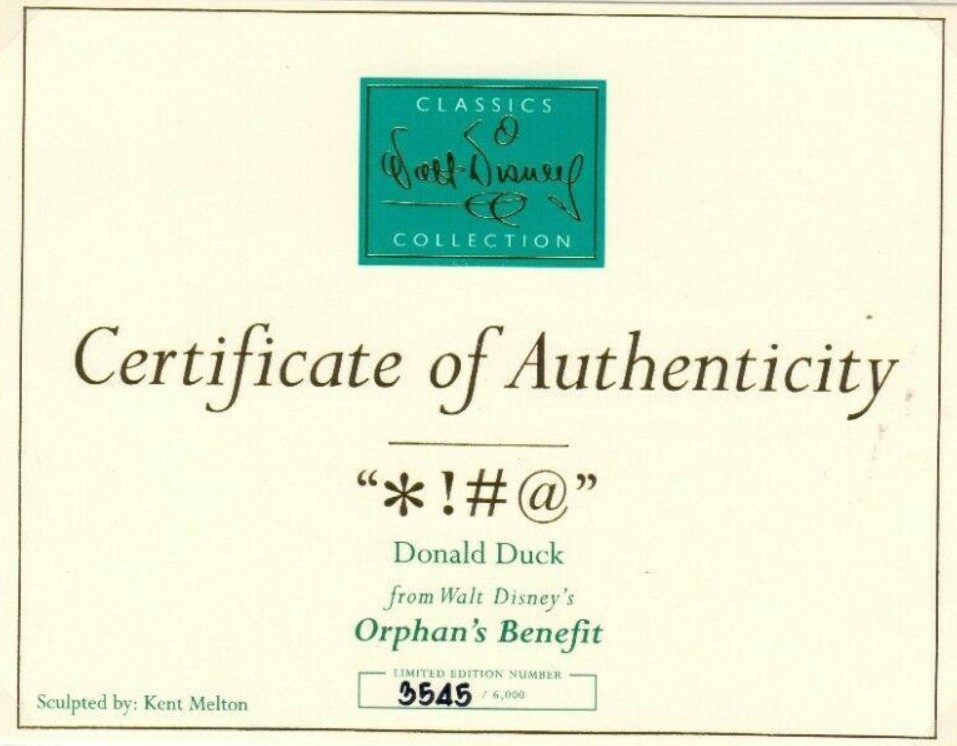 CLASSICS
Walt Disney
COLLECTION
Certificate of Authenticity
“*!#@”
Donald Duck
from Walt Disney's
Orphan's Benefit
LIMITED EDITION NUMBER
3545 / 6,000
Sculpted by: Kent Melton